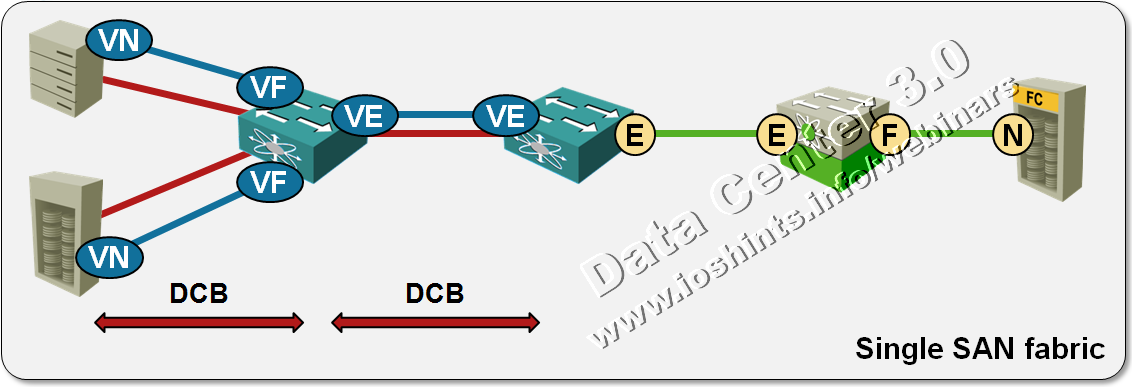 VN
VF
VE
VE
E
E
F
N
FC
VF
VN
DCB
DCB
Data Center 3.0
www.ioshints.info/webinars
Single SAN fabric